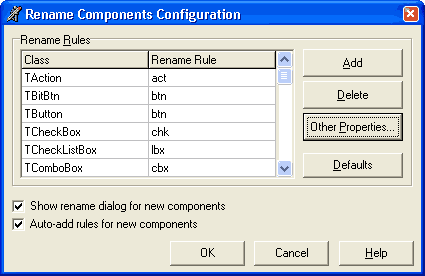 Rename Components Configuration
Rename Rules
Class Rename Rule
TAction act
TBitBtn btn
TButton btn
TCheckBox chk
TCheckListBox lbx
TComboBox cbx
Add
Delete
Other Properties...
Defaults
Show rename dialog for new components
Auto-add rules for new components
OK Cancel Help